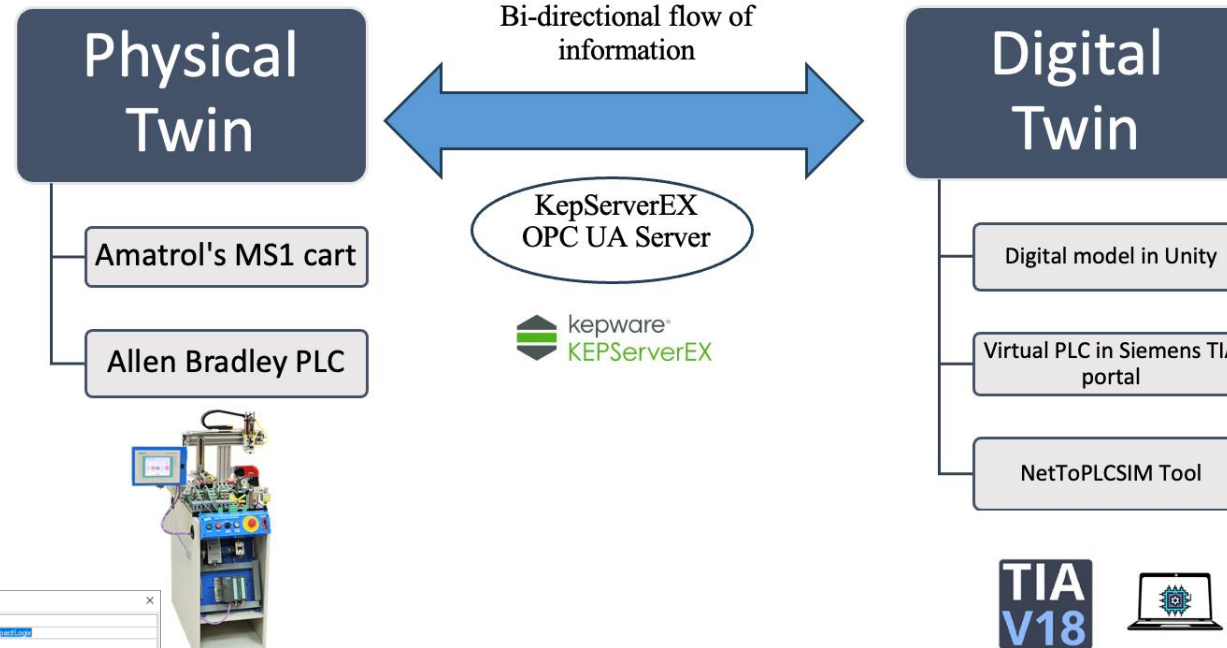 Physical
Twin
Amatrol's MS1 cart
Allen Bradley PLC
Bi-directional flow of
information
KepServerEX
OPC UA Server
kepware®
KEPServerEX
Digital
Twin
Digital model in Unity
Virtual PLC in Siemens TIA
portal
NetToPLCSIM Tool
TIA
V18